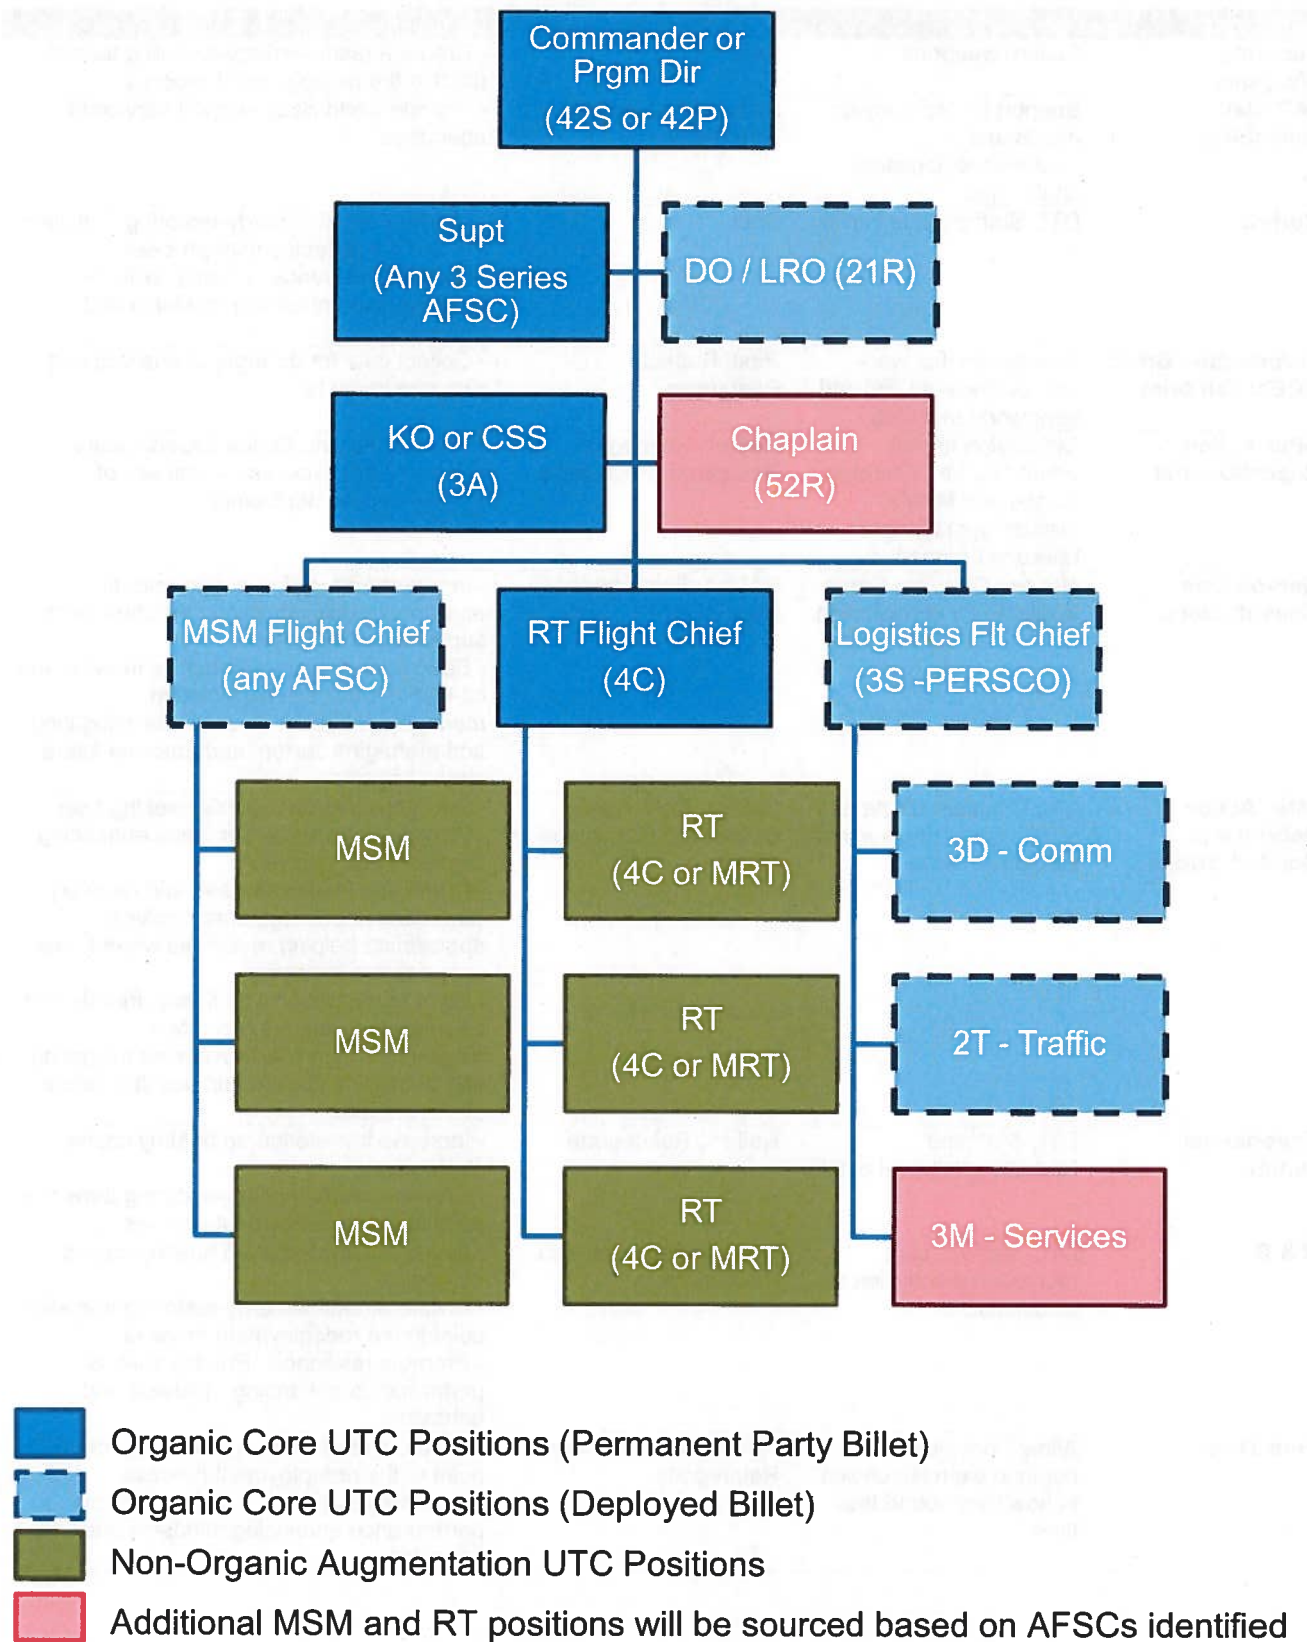 Commander or
Prgm Dir
(42S or 42P)
Supt
(Any 3 Series
AFSC)
DO / LRO (21R)
KO or CSS
(3A)
Chaplain
(52R)
MSM Flight Chief
(any AFSC)
RT Flight Chief
(4C)
Logistics Flt Chief
(3S -PERSCO)
MSM
RT
(4C or MRT)
3D - Comm
MSM
RT
(4C or MRT)
2T - Traffic
MSM
RT
(4C or MRT)
3M - Services
Organic Core UTC Positions (Permanent Party Billet)
Organic Core UTC Positions (Deployed Billet)
Non-Organic Augmentation UTC Positions
Additional MSM and RT positions will be sourced based on AFSCs identified